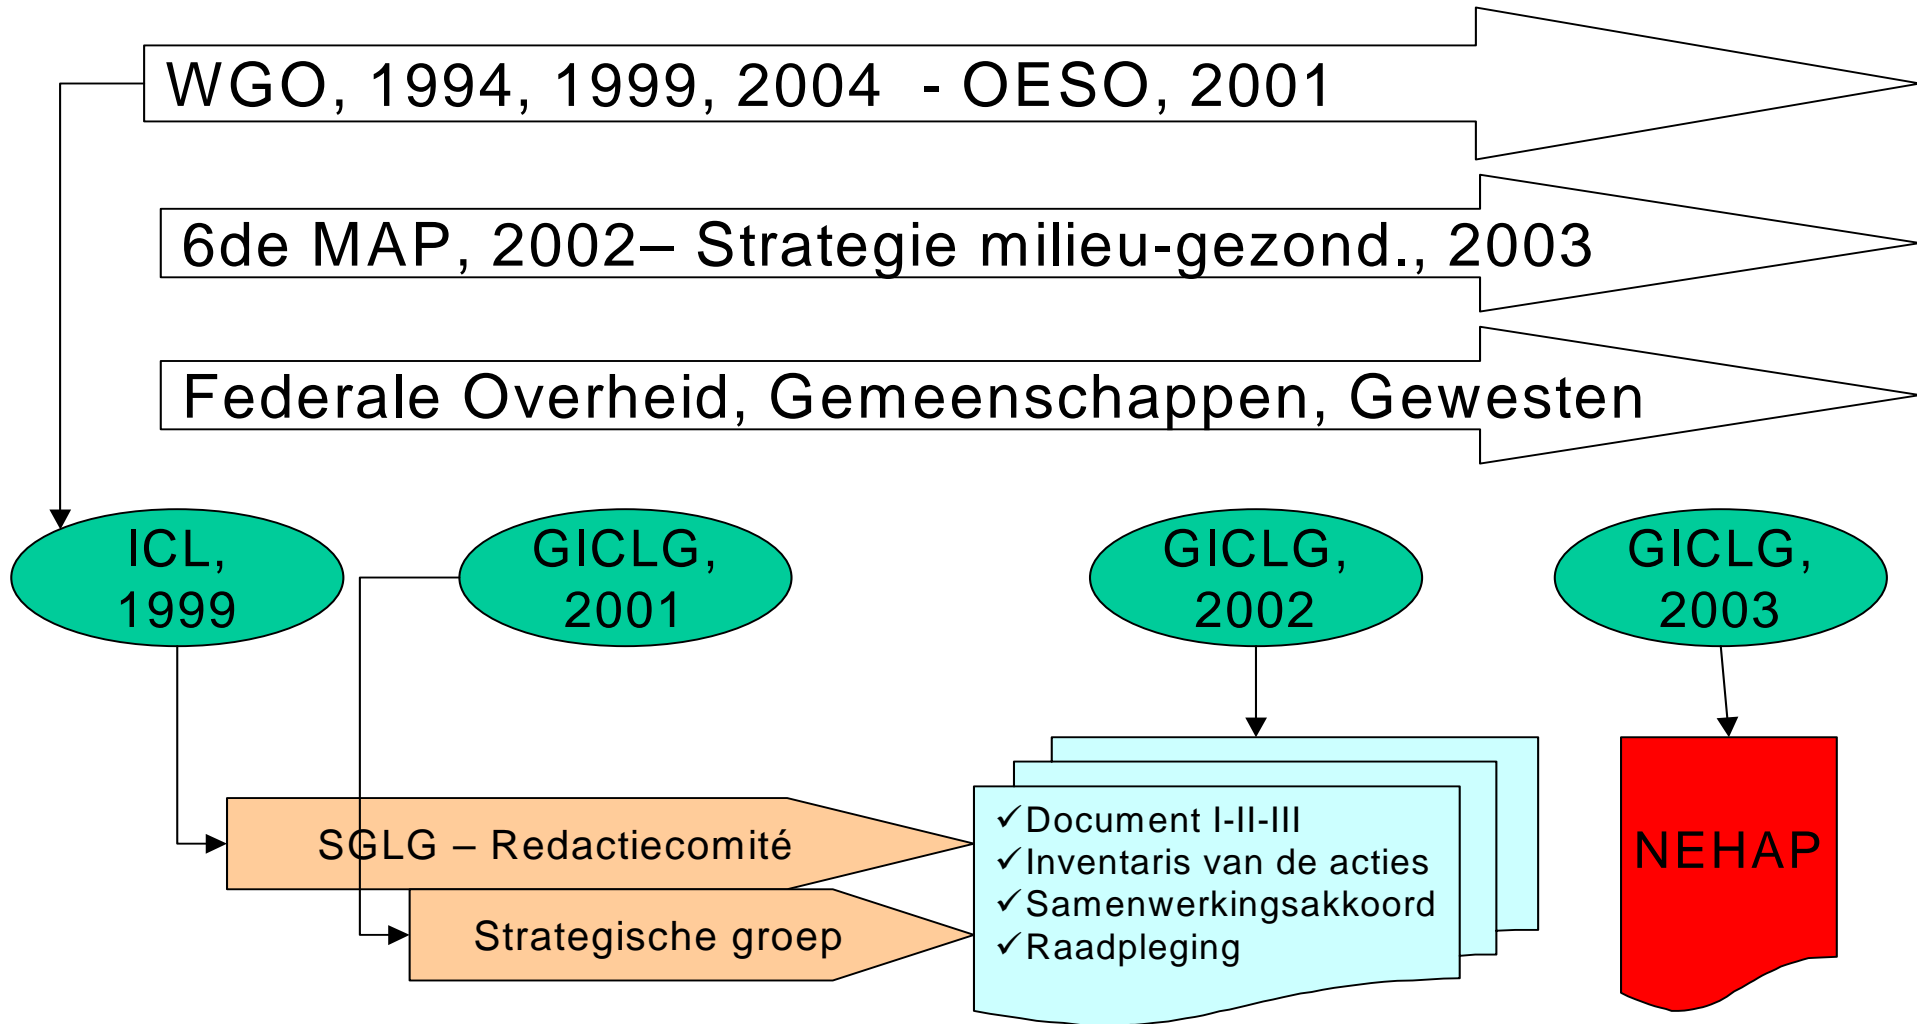 WGO, 1994, 1999, 2004 - OESO, 2001
6de MAP, 2002– Strategie milieu-gezond., 2003
Federale Overheid, Gemeenschappen, Gewesten
ICL,
1999
GICLG,
2001
GICLG,
2002
GICLG,
2003
SGLG – Redactiecomité
Strategische groep
✓Document I-II-III
✓Inventaris van de acties
✓Samenwerkingsakkoord
✓Raadpleging
NEHAP